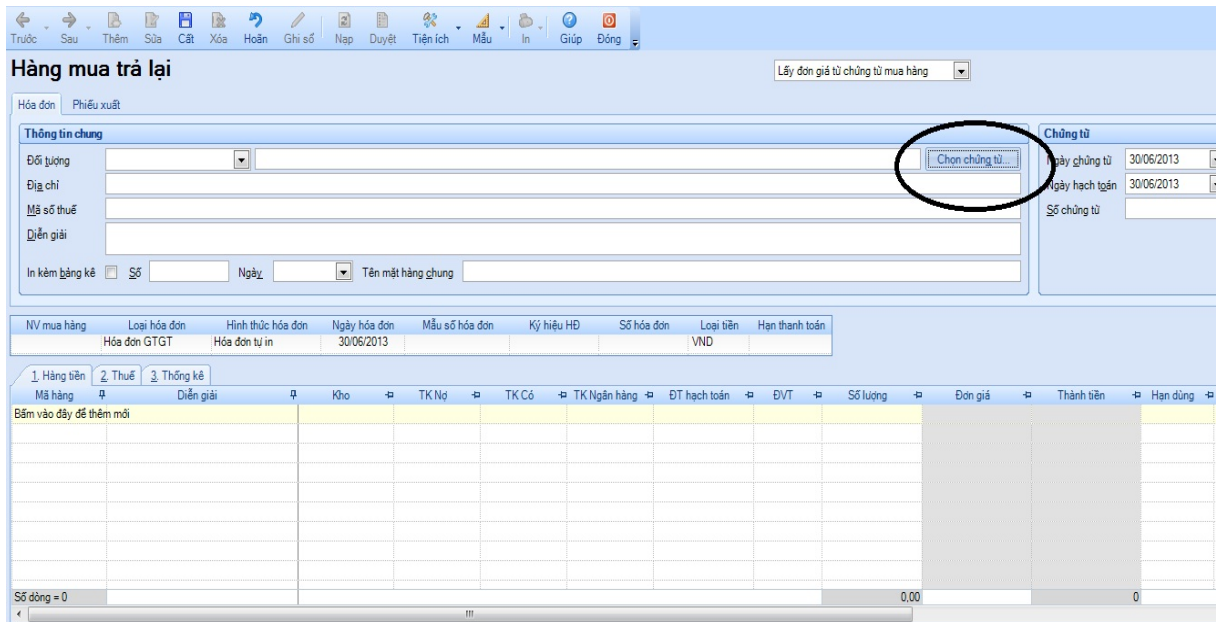 Trước Sau Thêm Sửa Cất Xóa Hoãn Ghi sổ Nạp Duyệt Tiện ích Mẫu In Giúp Đóng
Hàng mua trả lại
Lấy đơn giá từ chứng từ mua hàng
Hóa đơn Phiếu xuất
Thông tin chung Chứng từ
Đối tượng Chọn chứng từ... Ngày chứng từ 30/06/2013
Địa chỉ Ngày hạch toán 30/06/2013
Mã số thuế Số chứng từ
Diễn giải
In kèm bảng kê Số Ngày Tên mặt hàng chung
NV mua hàng Loại hóa đơn Hình thức hóa đơn Ngày hóa đơn Mẫu số hóa đơn Ký hiệu HĐ Số hóa đơn Loại tiền Hạn thanh toán
Hóa đơn GTGT Hóa đơn tự in 30/06/2013 VND
1. Hàng tiền 2. Thuế 3. Thống kê
Mã hàng Diễn giải Kho TK Nợ TK Có TK Ngân hàng ĐT hạch toán ĐVT Số lượng Đơn giá Thành tiền Hạn dùng
Bấm vào đây để thêm mới
Số dòng = 0 0,00 0